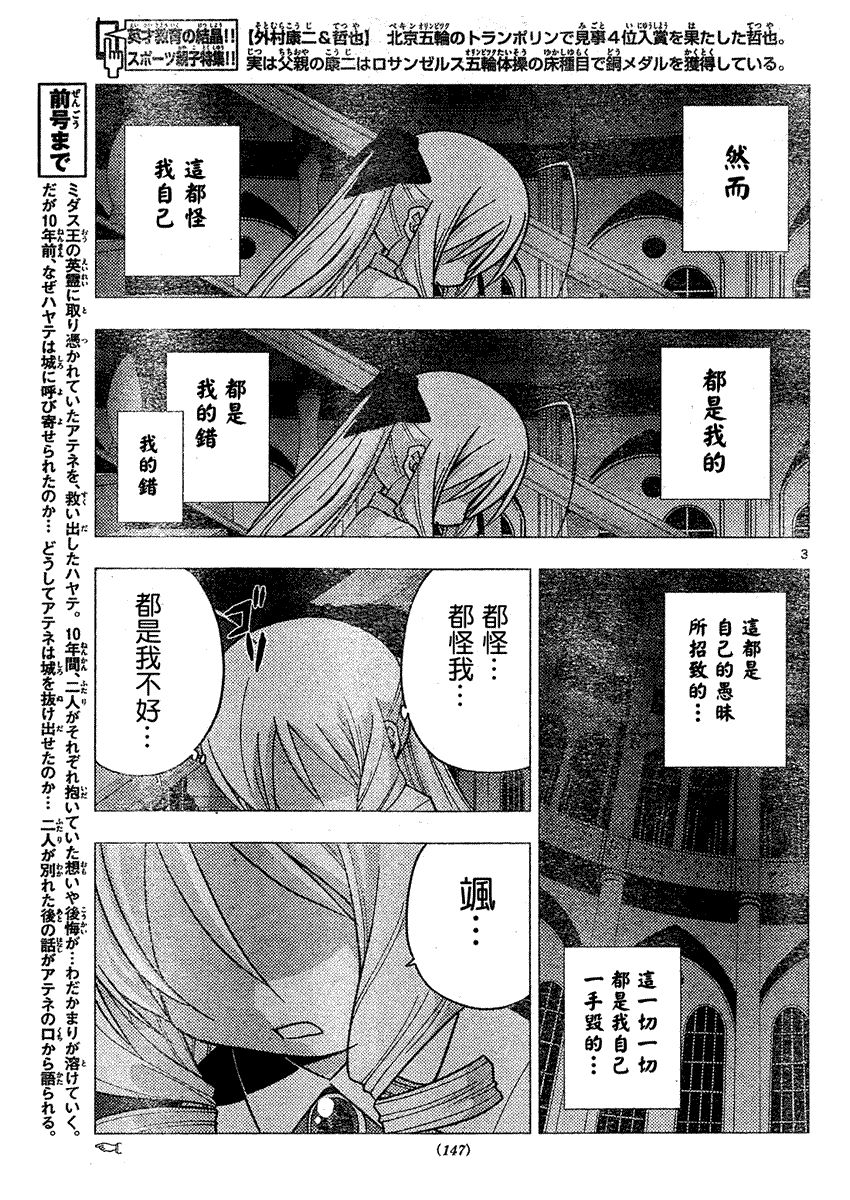 英才教育の結晶!!
スポーツ親子特集!!
【外村康二&哲也】 北京五輪のトランポリンで見事4位入賞を果たした哲也。
実は父親の康二はロサンゼルス五輪体操の床種目で銅メダルを獲得している。
前号まで
ミダス王の英霊に取り憑かれていたアテネを、救い出したハヤテ。10年間、二人がそれぞれ抱いていた想いや後悔が…わだかまりが溶けていく。
だが10年前、なぜハヤテは城に呼び寄せられたのか…どうしてアテネは城を抜け出せたのか…二人が別れた後の話がアテネの口から語られる。
然而
這都怪
我自己
都是我的
都是
我的錯
我的錯
3
這都是
自己的愚昧
所招致的…
都怪…
都怪我…
都是我不好…
颯…
這一切一切
都是我自己
一手毀的…
(147)